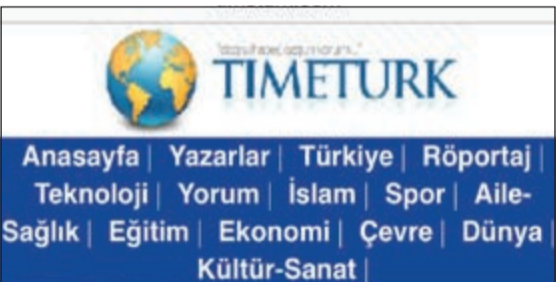 TIMETURK
Anasayfa | Yazarlar | Türkiye | Röportaj |
Teknoloji | Yorum | İslam | Spor | Aile-
Sağlık | Eğitim | Ekonomi | Çevre | Dünya |
Kültür-Sanat |